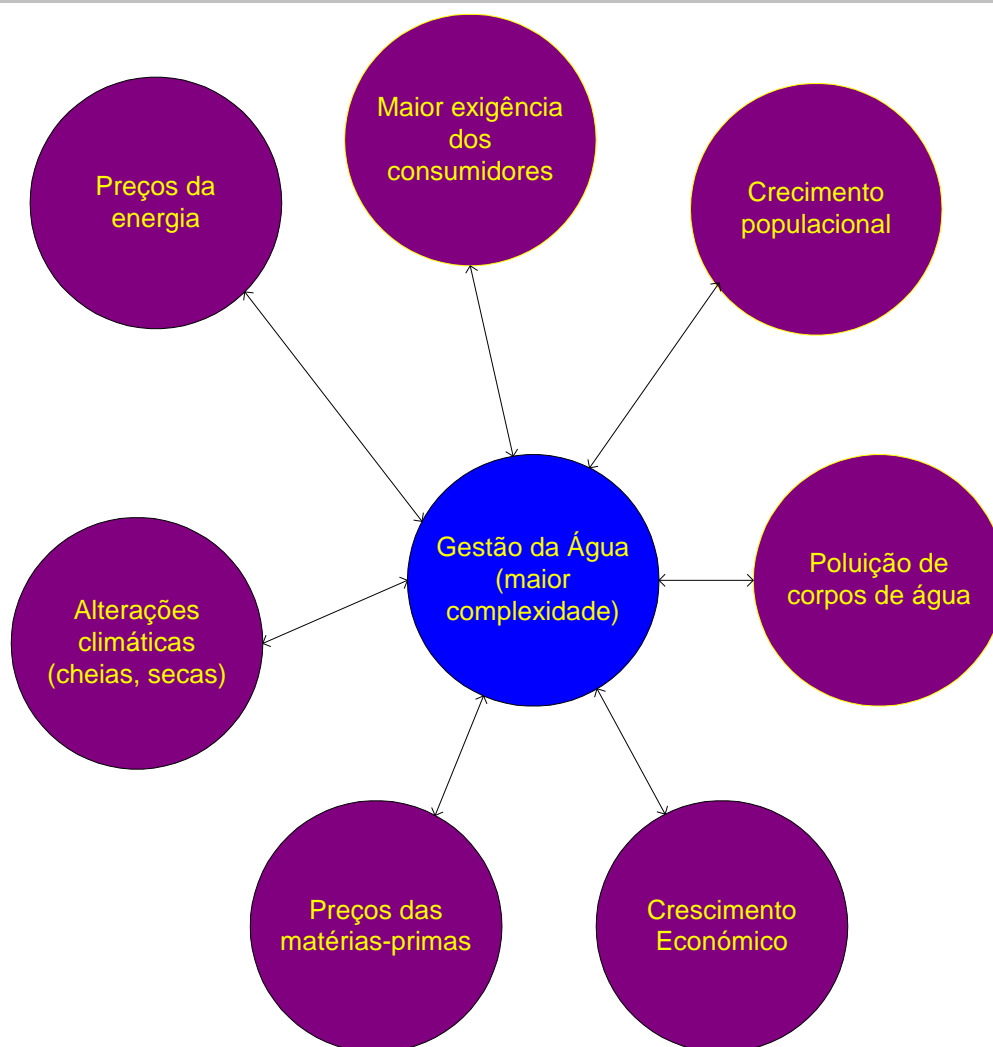 Maior exigência
dos
consumidores
Preços da
energia
Crecimento
populacional
Gestão da Água
(maior
complexidade)
Poluição de
corpos de água
Alterações
climáticas
(cheias, secas)
Preços das
matérias-primas
Crescimento
Económico